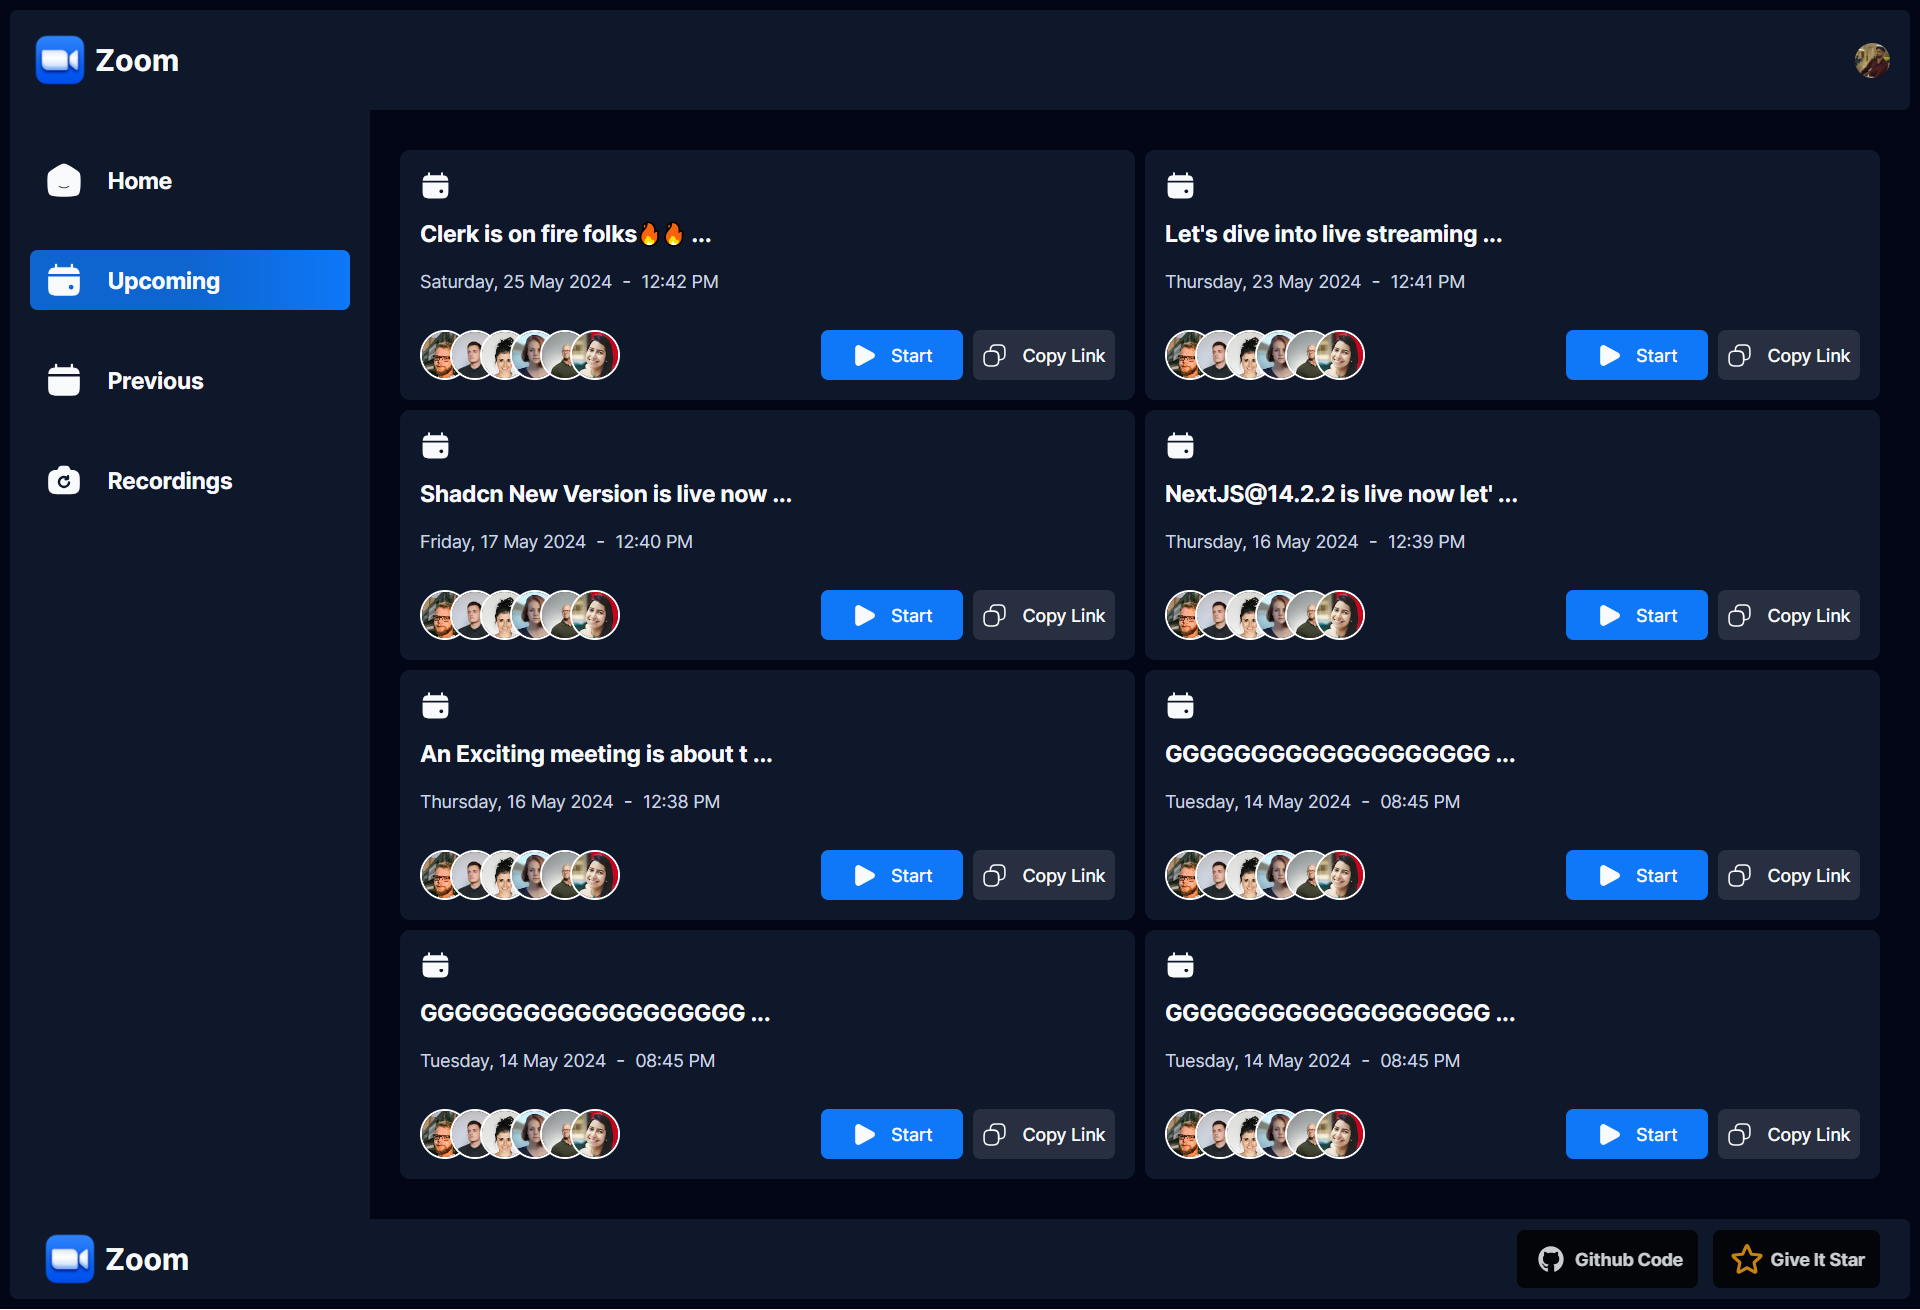 Zoom
Home
Upcoming
Previous
Recordings
Clerk is on fire folks🔥🔥 ...
Saturday, 25 May 2024 - 12:42 PM
Start
Copy Link
Let's dive into live streaming ...
Thursday, 23 May 2024 - 12:41 PM
Start
Copy Link
Shadcn New Version is live now ...
Friday, 17 May 2024 - 12:40 PM
Start
Copy Link
NextJS@14.2.2 is live now let' ...
Thursday, 16 May 2024 - 12:39 PM
Start
Copy Link
An Exciting meeting is about t ...
Thursday, 16 May 2024 - 12:38 PM
Start
Copy Link
GGGGGGGGGGGGGGGGGGG ...
Tuesday, 14 May 2024 - 08:45 PM
Start
Copy Link
GGGGGGGGGGGGGGGGGGG ...
Tuesday, 14 May 2024 - 08:45 PM
Start
Copy Link
GGGGGGGGGGGGGGGGGGG ...
Tuesday, 14 May 2024 - 08:45 PM
Start
Copy Link
Zoom
Github Code
Give It Star